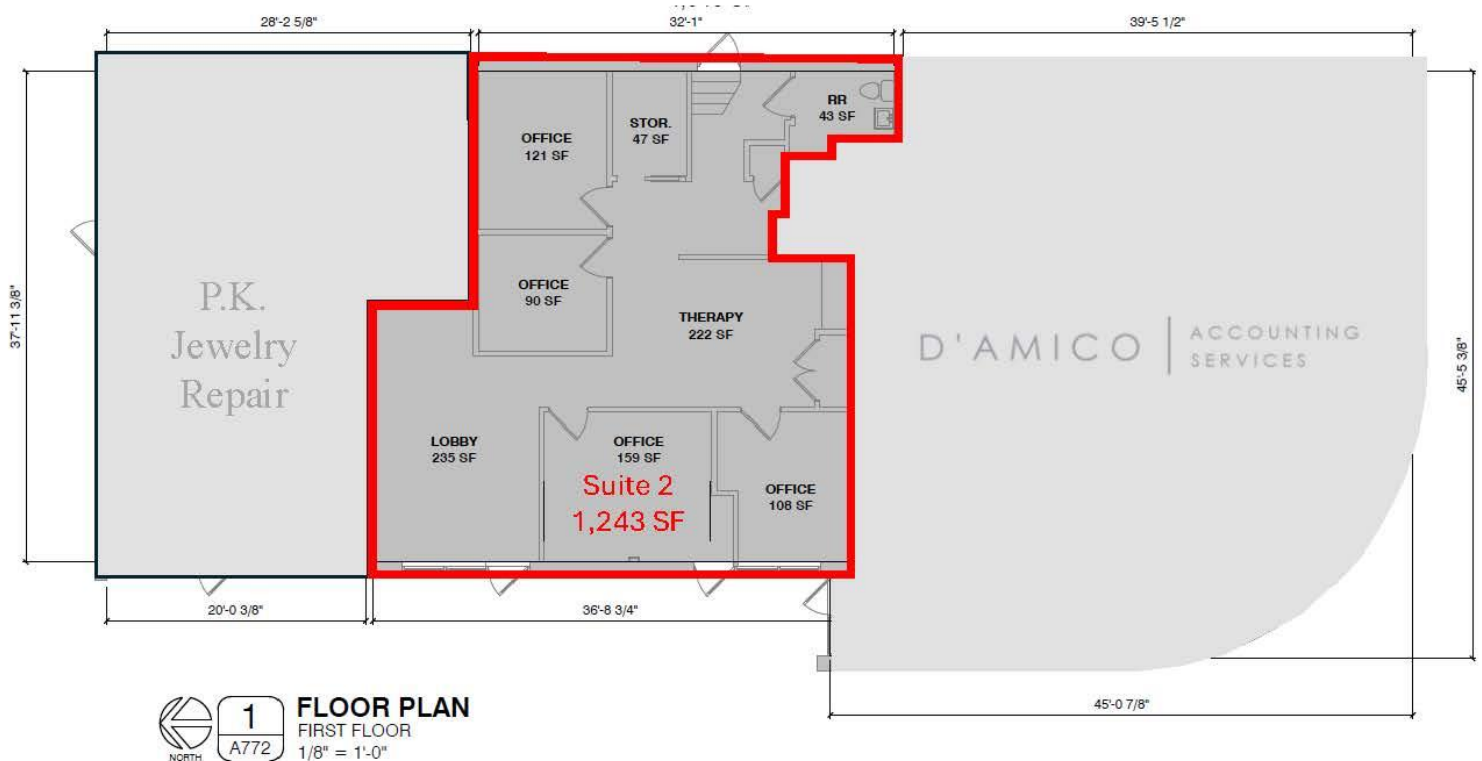 28'-2 5/8"
32'-1"
39'-5 1/2"
37'-11 3/8"
45'-5 3/8"
OFFICE
121 SF
STOR.
47 SF
RR
43 SF
OFFICE
90 SF
THERAPY
222 SF
P.K.
Jewelry
Repair
D'AMICO
ACCOUNTING
SERVICES
LOBBY
235 SF
OFFICE
159 SF
Suite 2
1,243 SF
OFFICE
108 SF
20'-0 3/8"
36'-8 3/4"
45'-0 7/8"
NORTH
1
A772
FLOOR PLAN
FIRST FLOOR
1/8" = 1'-0"